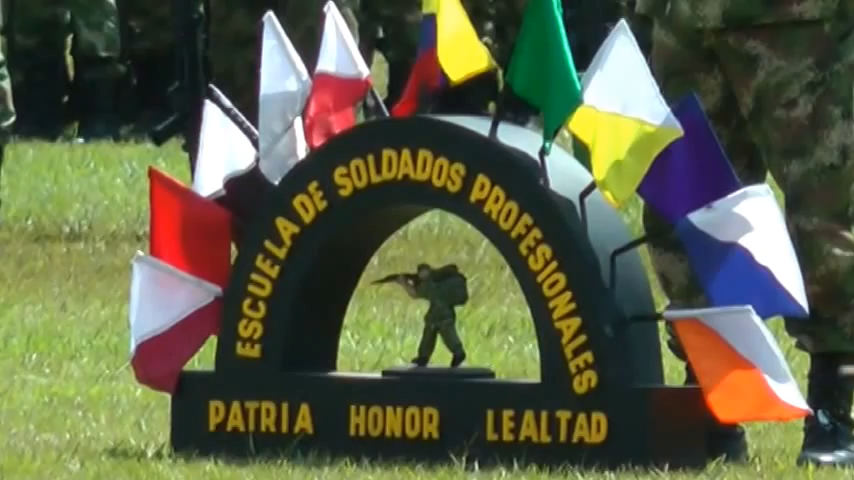 ESCUELA DE SOLDADOS PROFESIONALES
PATRIA HONOR LEALTAD